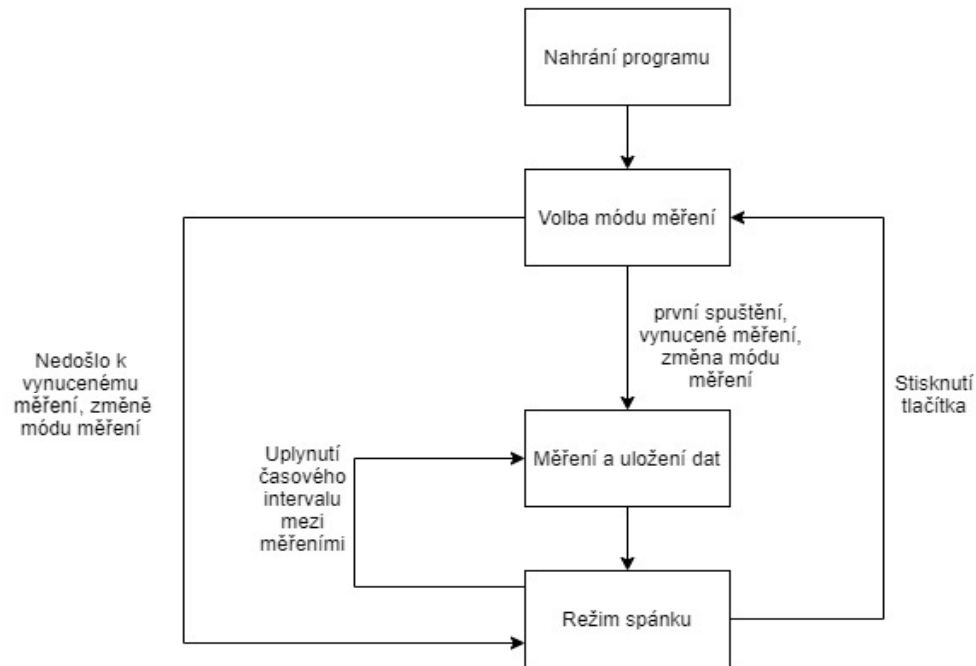 Nahrání programu
Volba módu měření
první spuštění,
vynucené měření,
změna módu
měření
Nedošlo k
vynucenému
měření, změně
módu měření
Stisknutí
tlačítka
Uplynutí
časového
intervalu
mezi
měřeními
Měření a uložení dat
Režim spánku